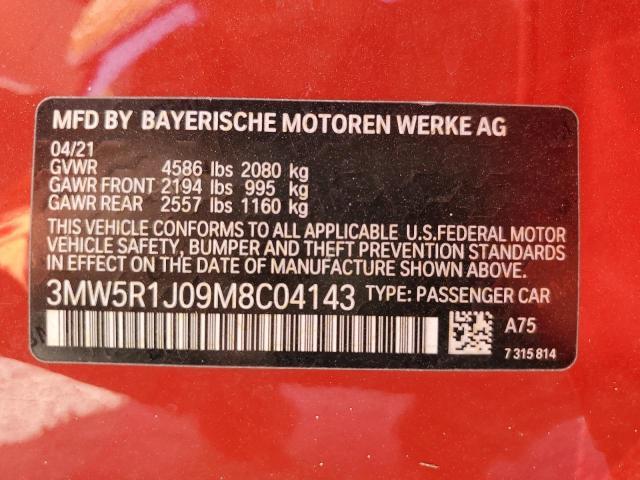 MFD BY BAYERISCHE MOTOREN WERKE AG
04/21
GVWR 4586 lbs 2080 kg
GAWR FRONT 2194 lbs 995 kg
GAWR REAR 2557 lbs 1160 kg
THIS VEHICLE CONFORMS TO ALL APPLICABLE U.S.FEDERAL MOTOR
VEHICLE SAFETY, BUMPER AND THEFT PREVENTION STANDARDS
IN EFFECT ON THE DATE OF MANUFACTURE SHOWN ABOVE.
3MW5R1J09M8C04143 TYPE: PASSENGER CAR
A75
7 315 814